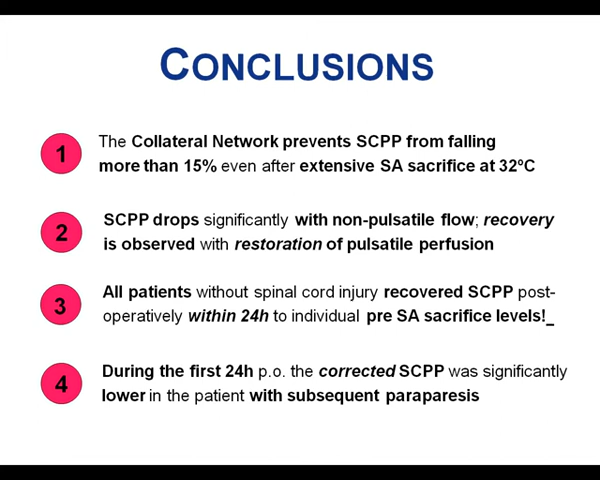 CONCLUSIONS
1 The Collateral Network prevents SCPP from falling
more than 15% even after extensive SA sacrifice at 32ºC
2 SCPP drops significantly with non-pulsatile flow; recovery
is observed with restoration of pulsatile perfusion
3 All patients without spinal cord injury recovered SCPP post-
operatively within 24h to individual pre SA sacrifice levels!_
4 During the first 24h p.o. the corrected SCPP was significantly
lower in the patient with subsequent paraparesis